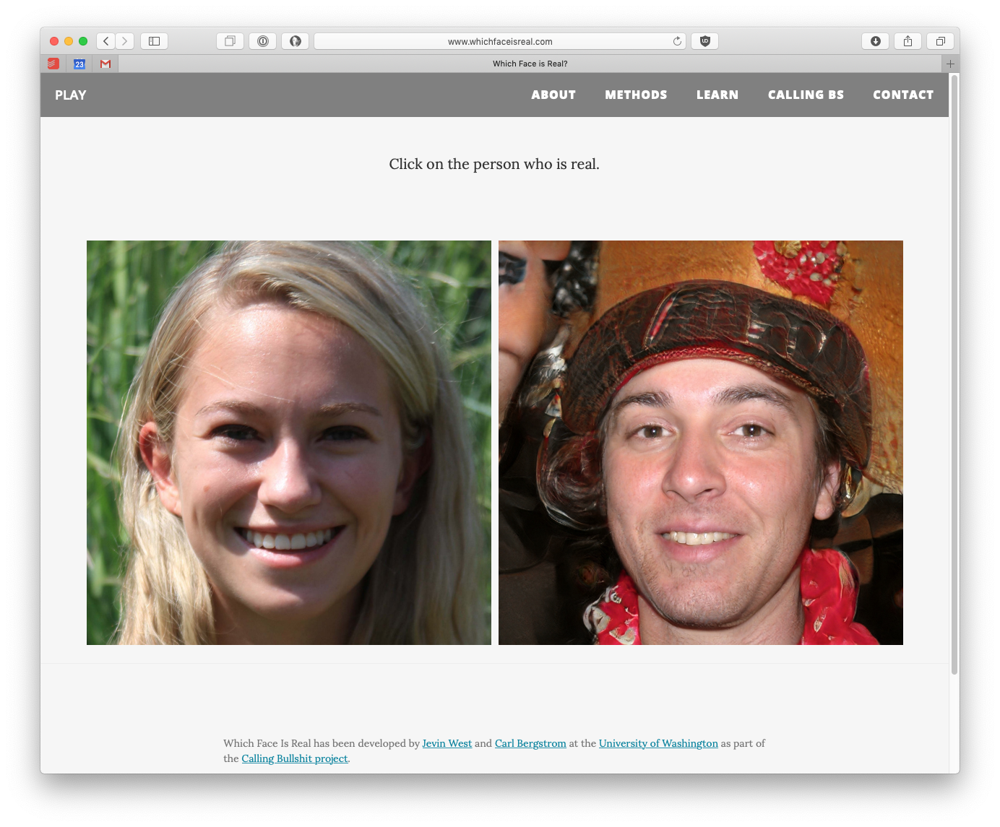 www.whichfaceisreal.com
23
Which Face is Real?
PLAY ABOUT METHODS LEARN CALLING BS CONTACT
Click on the person who is real.
Which Face Is Real has been developed by Jevin West and Carl Bergstrom at the University of Washington as part of
the Calling Bullshit project.